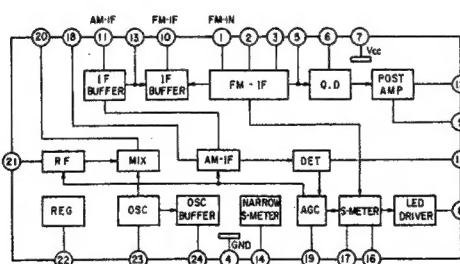 AM-IF FM-IF FM-IN
20 18 11 13 10 1 2 3 5 6 7
Vcc
IF BUFFER
IF BUFFER
FM-IF
Q.D
POST AMP
9
21
RF
MIX
AM-IF
DET
REG
OSC
OSC BUFFER
NARROW S-METER
AGC
S-METER
LED DRIVER
GND
22 23 24 4 14 19 17 16